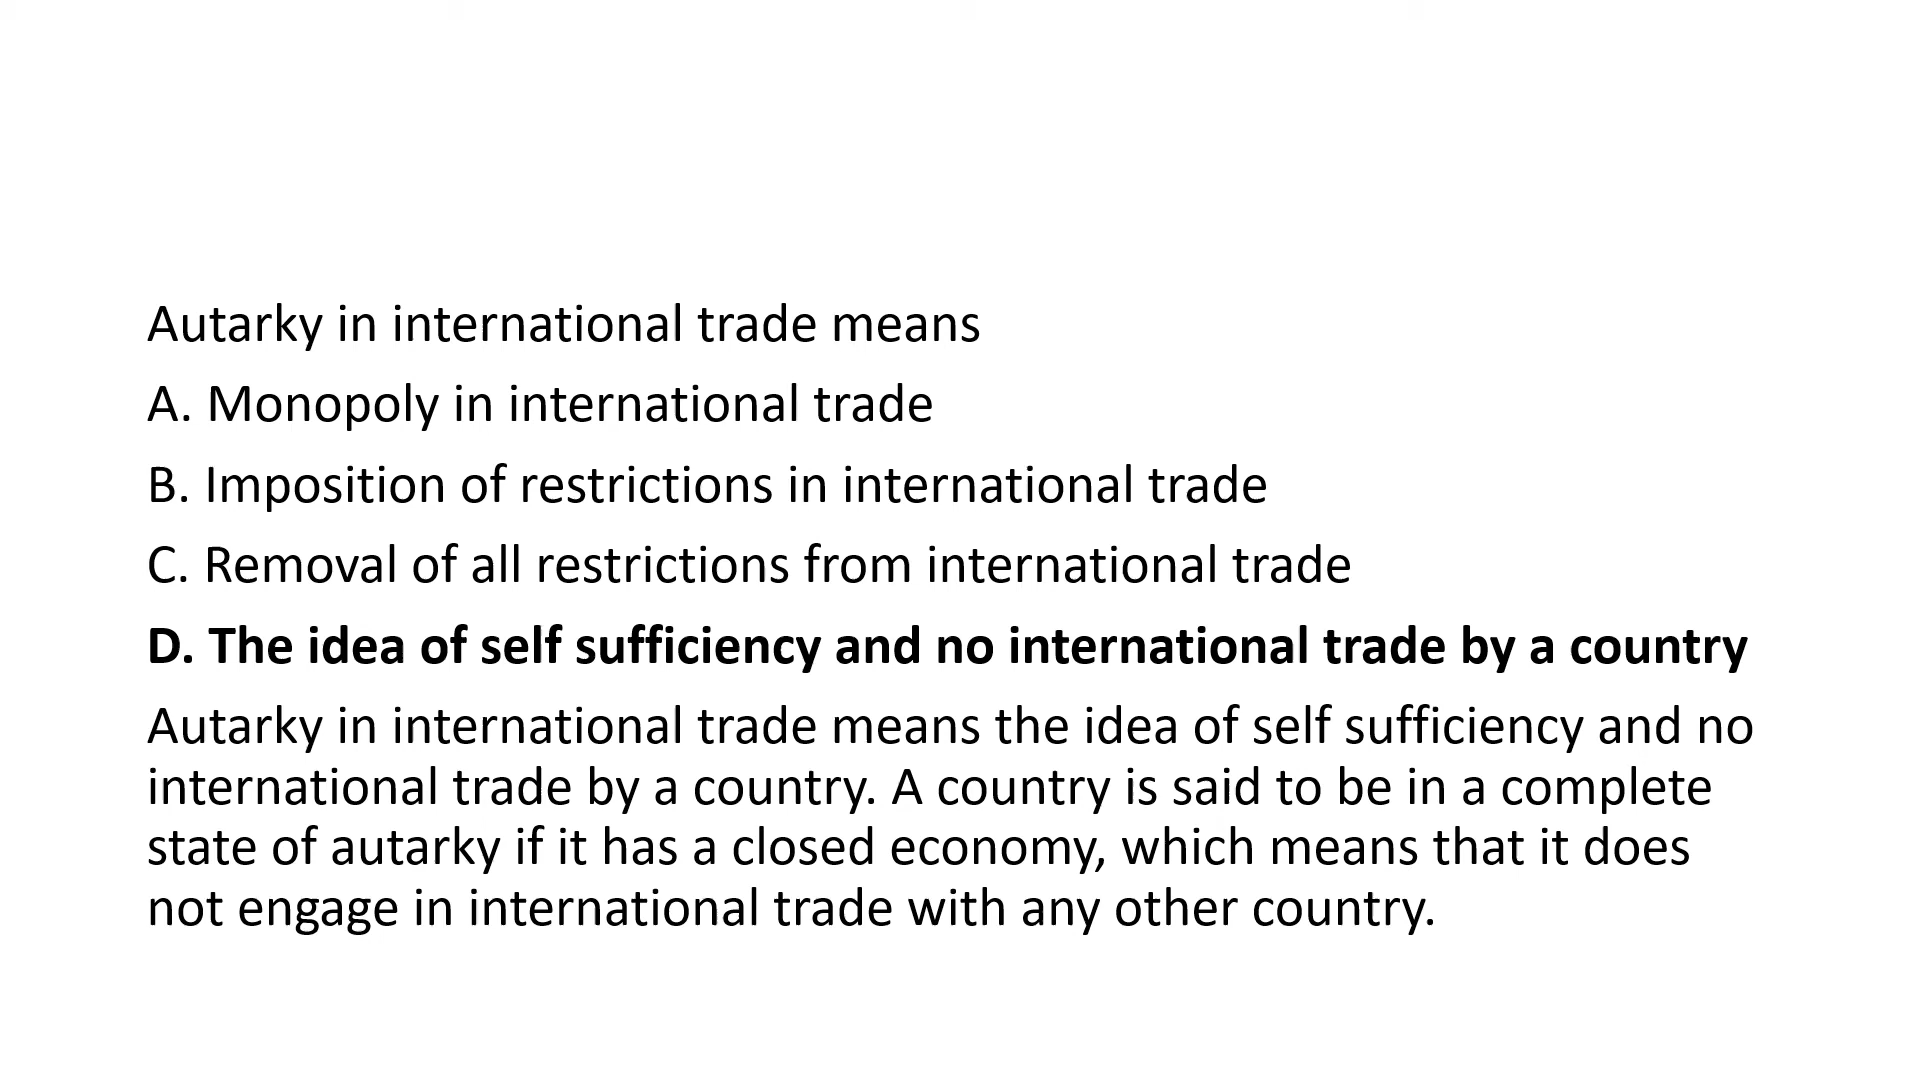 Autarky in international trade means
A. Monopoly in international trade
B. Imposition of restrictions in international trade
C. Removal of all restrictions from international trade
D. The idea of self sufficiency and no international trade by a country
Autarky in international trade means the idea of self sufficiency and no
international trade by a country. A country is said to be in a complete
state of autarky if it has a closed economy, which means that it does
not engage in international trade with any other country.